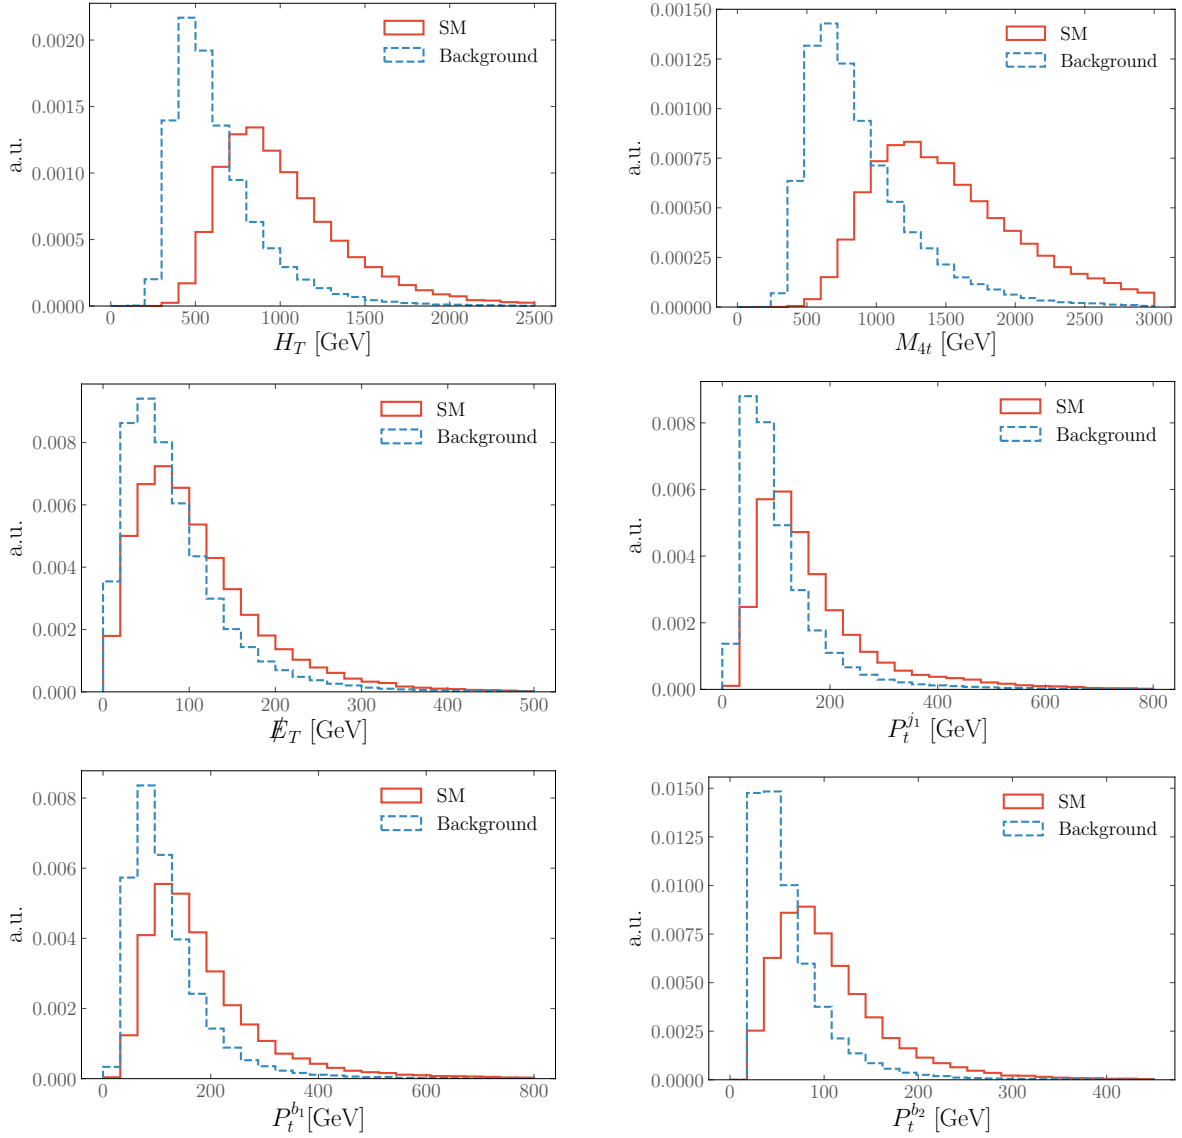 SM
Background
0.0020
0.0015
0.0010
0.0005
0.0000
a.u.
0 500 1000 1500 2000 2500
H_T [GeV]
SM
Background
0.00150
0.00125
0.00100
0.00075
0.00050
0.00025
0.00000
a.u.
0 500 1000 1500 2000 2500 3000
M_{4t} [GeV]
SM
Background
0.008
0.006
0.004
0.002
0.000
a.u.
0 100 200 300 400 500
E̸_T [GeV]
SM
Background
0.008
0.006
0.004
0.002
0.000
a.u.
0 200 400 600 800
P_t^{j_1} [GeV]
SM
Background
0.008
0.006
0.004
0.002
0.000
a.u.
0 200 400 600 800
P_t^{b_1}[GeV]
SM
Background
0.0150
0.0125
0.0100
0.0075
0.0050
0.0025
0.0000
a.u.
0 100 200 300 400
P_t^{b_2} [GeV]